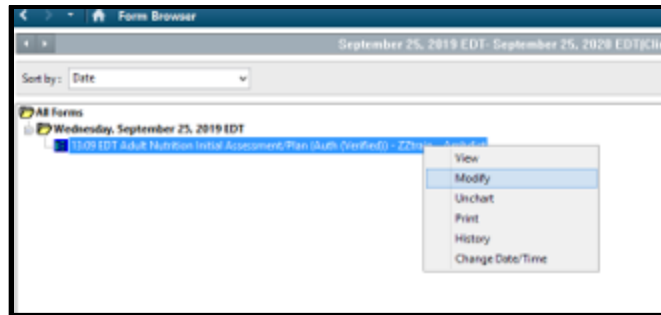 Form Browser
September 25, 2019 EDT- September 25, 2020 EDT|Cli
Sort by: Date
All Forms
Wednesday, September 25, 2019 EDT
13:09 EDT Adult Nutrition Initial Assessment/Plan (Auth (Verified)) - ZZtrain
View
Modify
Unchart
Print
History
Change Date/Time